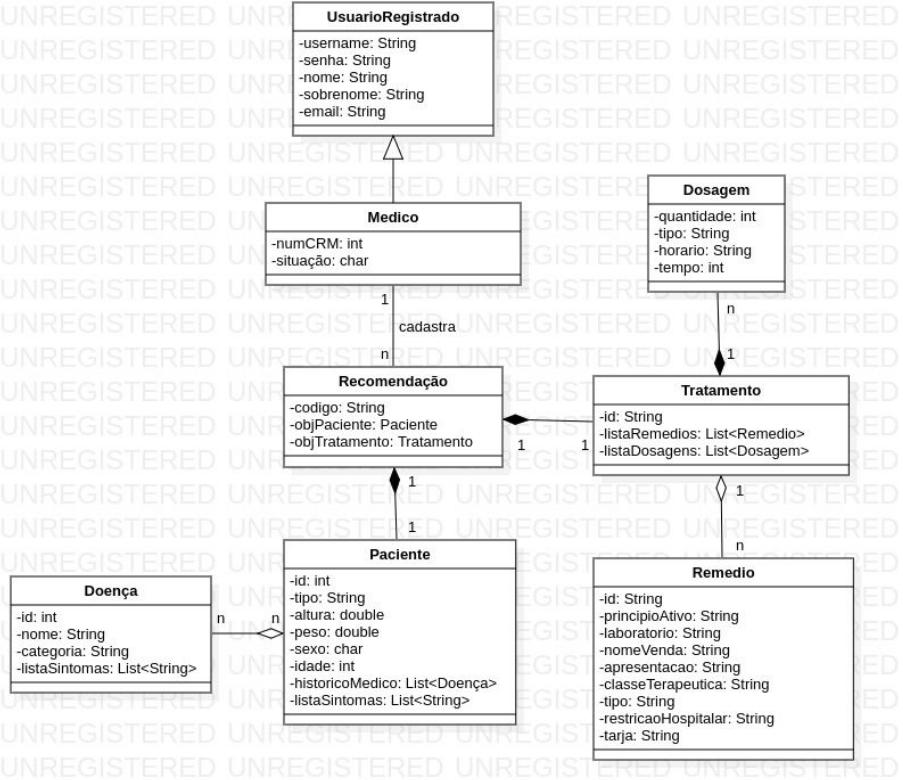 UsuarioRegistrado
-username: String
-senha: String
-nome: String
-sobrenome: String
-email: String
Medico
-numCRM: int
-situação: char
1
cadastra
n
Dosagem
-quantidade: int
-tipo: String
-horario: String
-tempo: int
n
1
Recomendação
-codigo: String
-objPaciente: Paciente
-objTratamento: Tratamento
1
1
Tratamento
-id: String
-listaRemedios: List<Remedio>
-listaDosagens: List<Dosagem>
1
n
1
1
Paciente
-id: int
-tipo: String
-altura: double
-peso: double
-sexo: char
-idade: int
-historicoMedico: List<Doença>
-listaSintomas: List<String>
Doença
-id: int
-nome: String
-categoria: String
-listaSintomas: List<String>
n
n
Remedio
-id: String
-principioAtivo: String
-laboratorio: String
-nomeVenda: String
-apresentacao: String
-classeTerapeutica: String
-tipo: String
-restricaoHospitalar: String
-tarja: String
UNREGISTERED UNREGISTERED UNREGISTERED UNREGISTERED